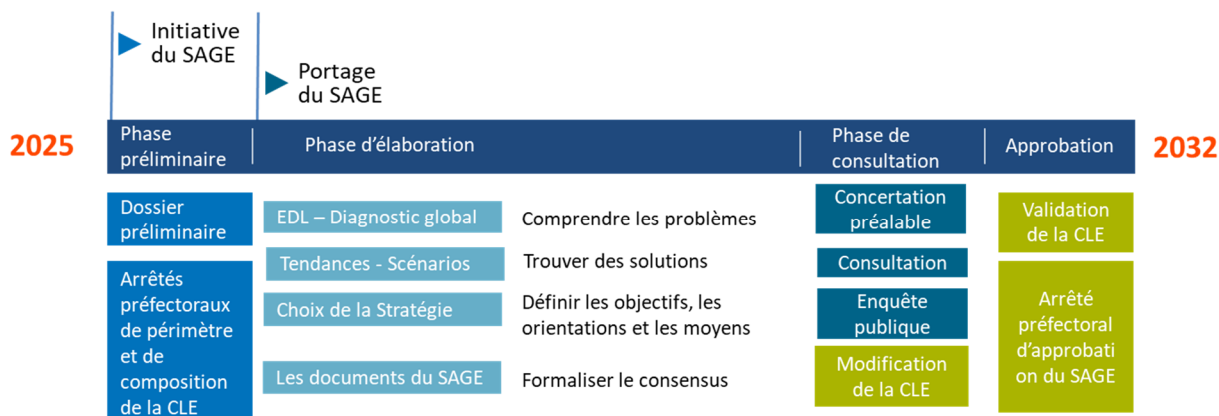 Initiative
du SAGE
Portage
du SAGE
2025
Phase
préliminaire
Phase d'élaboration
Phase de
consultation
Approbation
2032
Dossier
préliminaire
Arrêtés
préfectoraux
de périmètre
et de
composition
de la CLE
EDL – Diagnostic global
Comprendre les problèmes
Tendances - Scénarios
Trouver des solutions
Choix de la Stratégie
Définir les objectifs, les
orientations et les moyens
Les documents du SAGE
Formaliser le consensus
Concertation
préalable
Consultation
Enquête
publique
Modification
de la CLE
Validation
de la CLE
Arrêté
préfectoral
d'approbati
on du SAGE